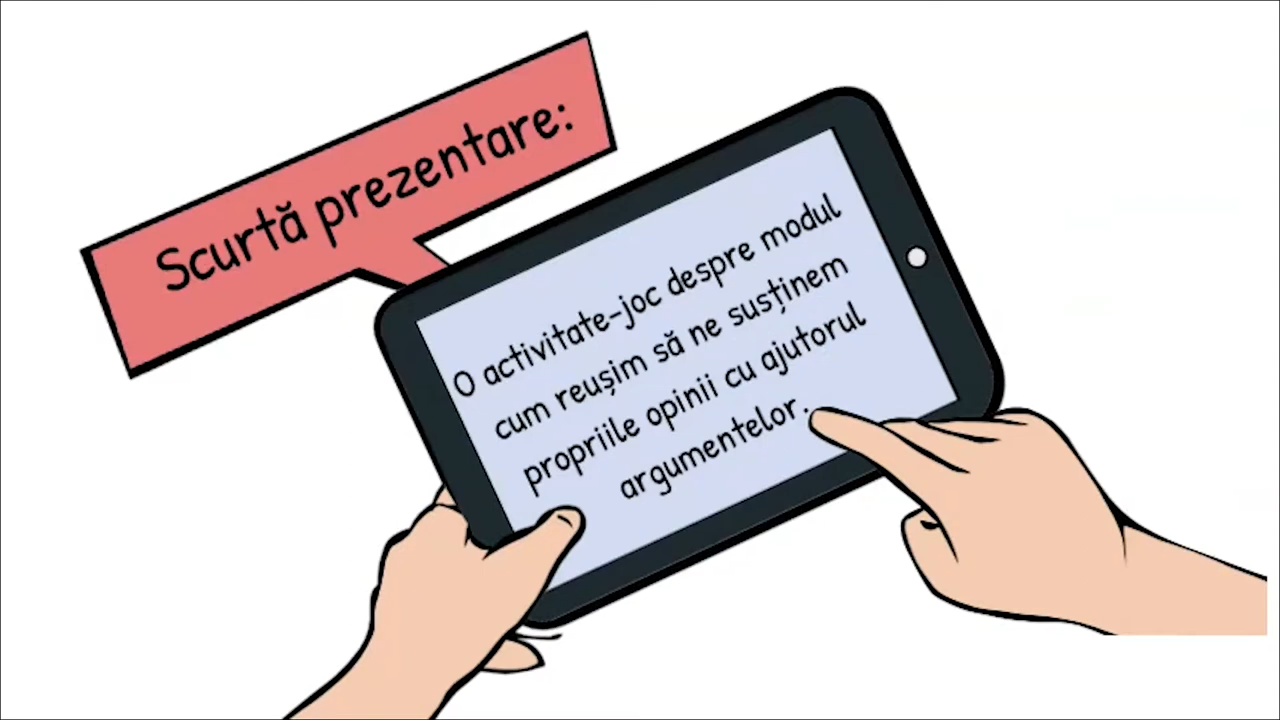 Scurtă prezentare:
O activitate-joc despre modul
cum reușim să ne susținem
propriile opinii cu ajutorul
argumentelor.